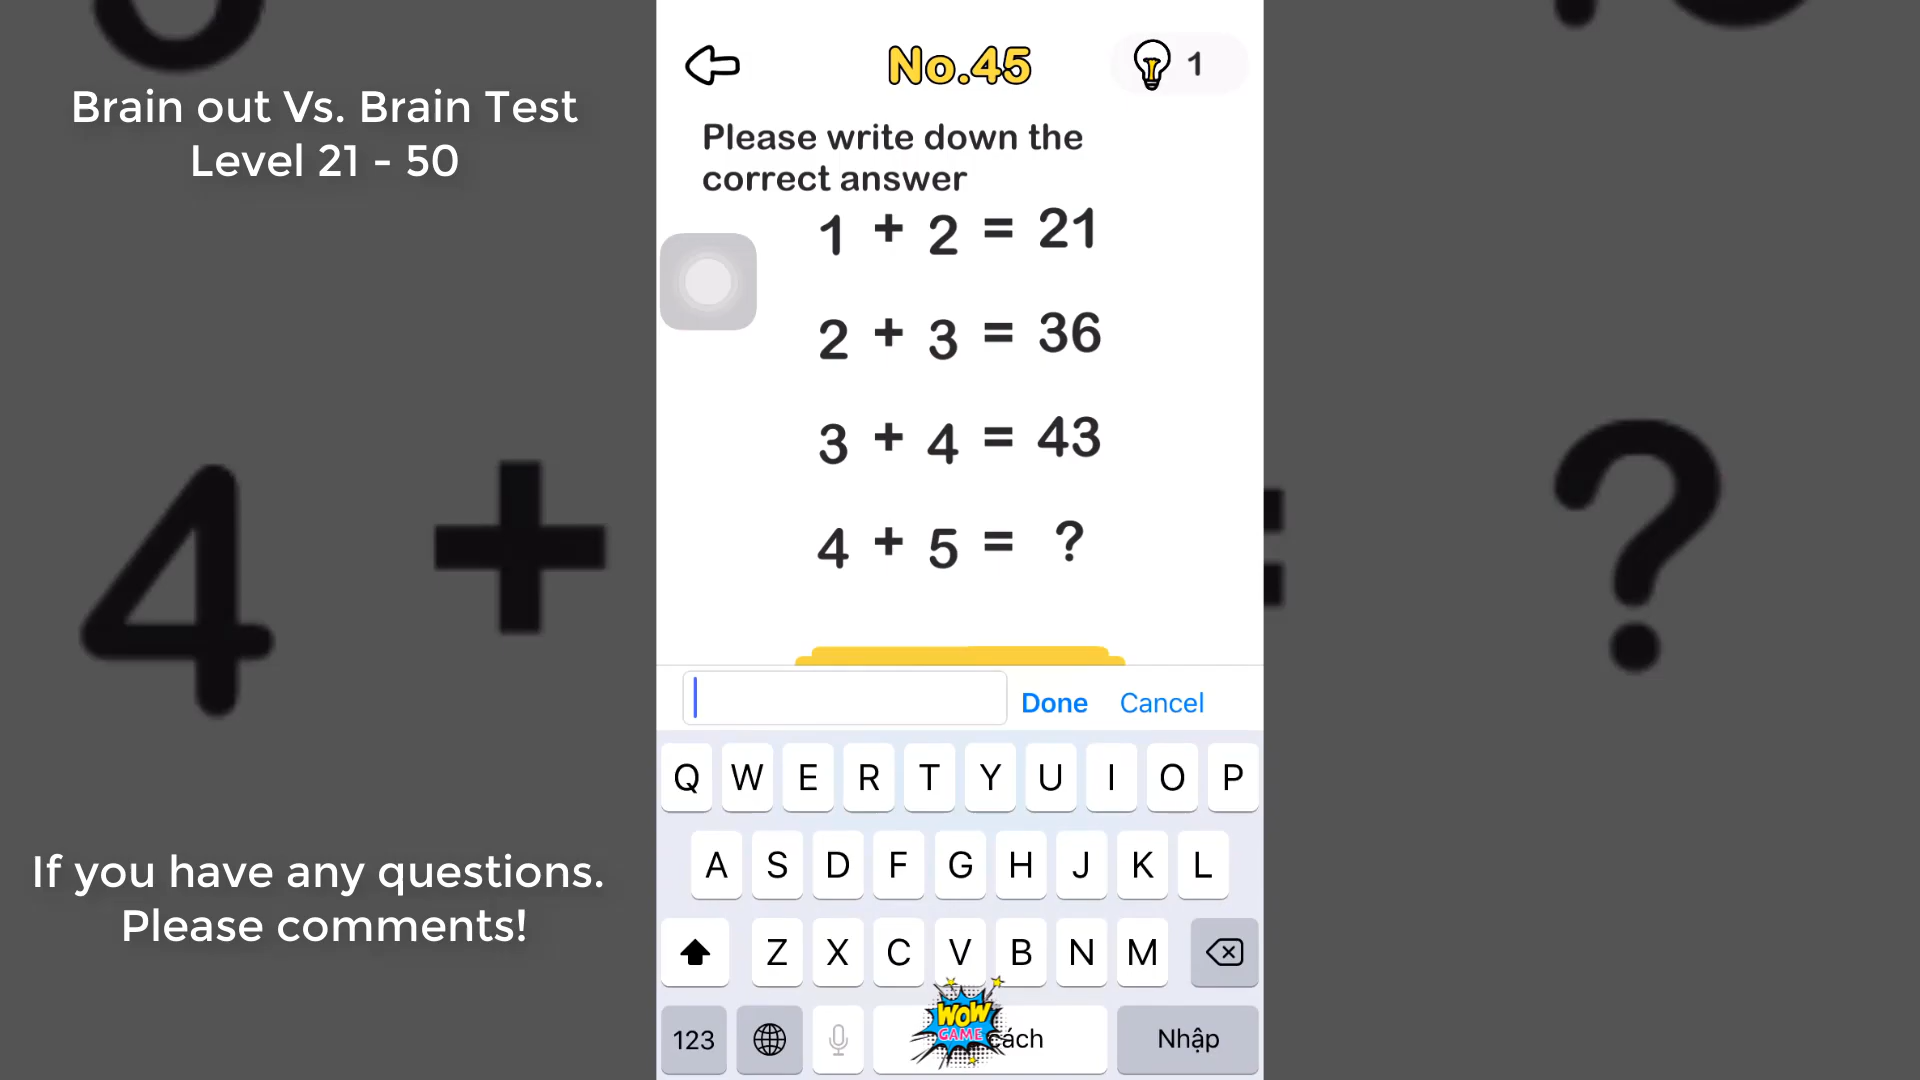 Brain out Vs. Brain Test
Level 21 - 50
No.45
1
Please write down the
correct answer
1 + 2 = 21
2 + 3 = 36
3 + 4 = 43
4 + 5 = ?
4 + = ?
Done Cancel
Q W E R T Y U I O P
A S D F G H J K L
Z X C V B N M
123 cách Nhập
WOW
GAME
If you have any questions.
Please comments!